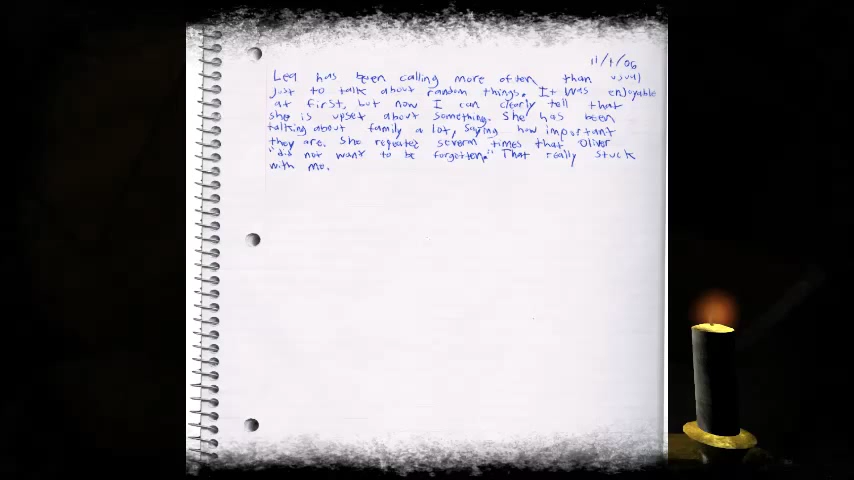 11/1/06
Lea has been calling more often than usual
just to talk about random things. It was enjoyable
at first, but now I can clearly tell that
she is upset about something. She has been
talking about family a lot, saying how important
they are. She repeated several times that Oliver
"did not want to be forgotten." That really stuck
with me.